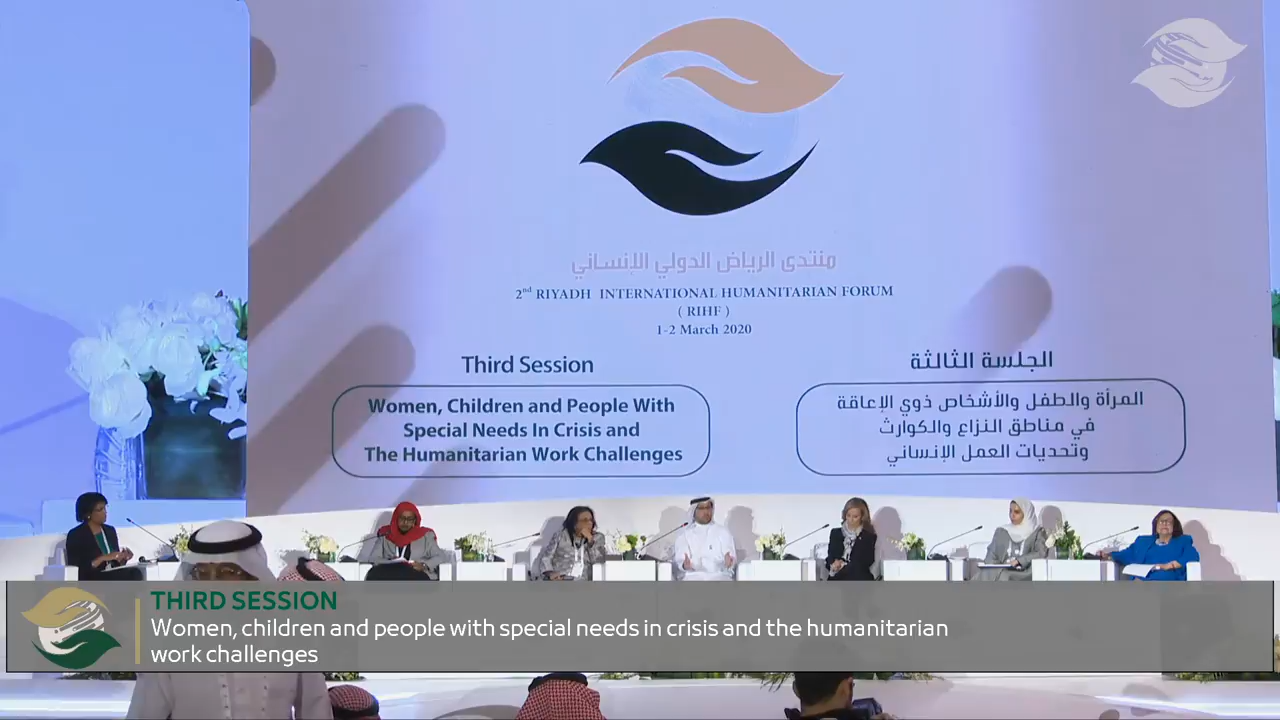 منتدى الرياض الدولي الإنساني
2nd RIYADH INTERNATIONAL HUMANITARIAN FORUM
( RIHF )
1-2 March 2020
Third Session
Women, Children and People With
Special Needs In Crisis and
The Humanitarian Work Challenges
الجلسة الثالثة
المرأة والطفل والأشخاص ذوي الإعاقة
في مناطق النزاع والكوارث
وتحديات العمل الإنساني
THIRD SESSION
Women, children and people with special needs in crisis and the humanitarian
work challenges